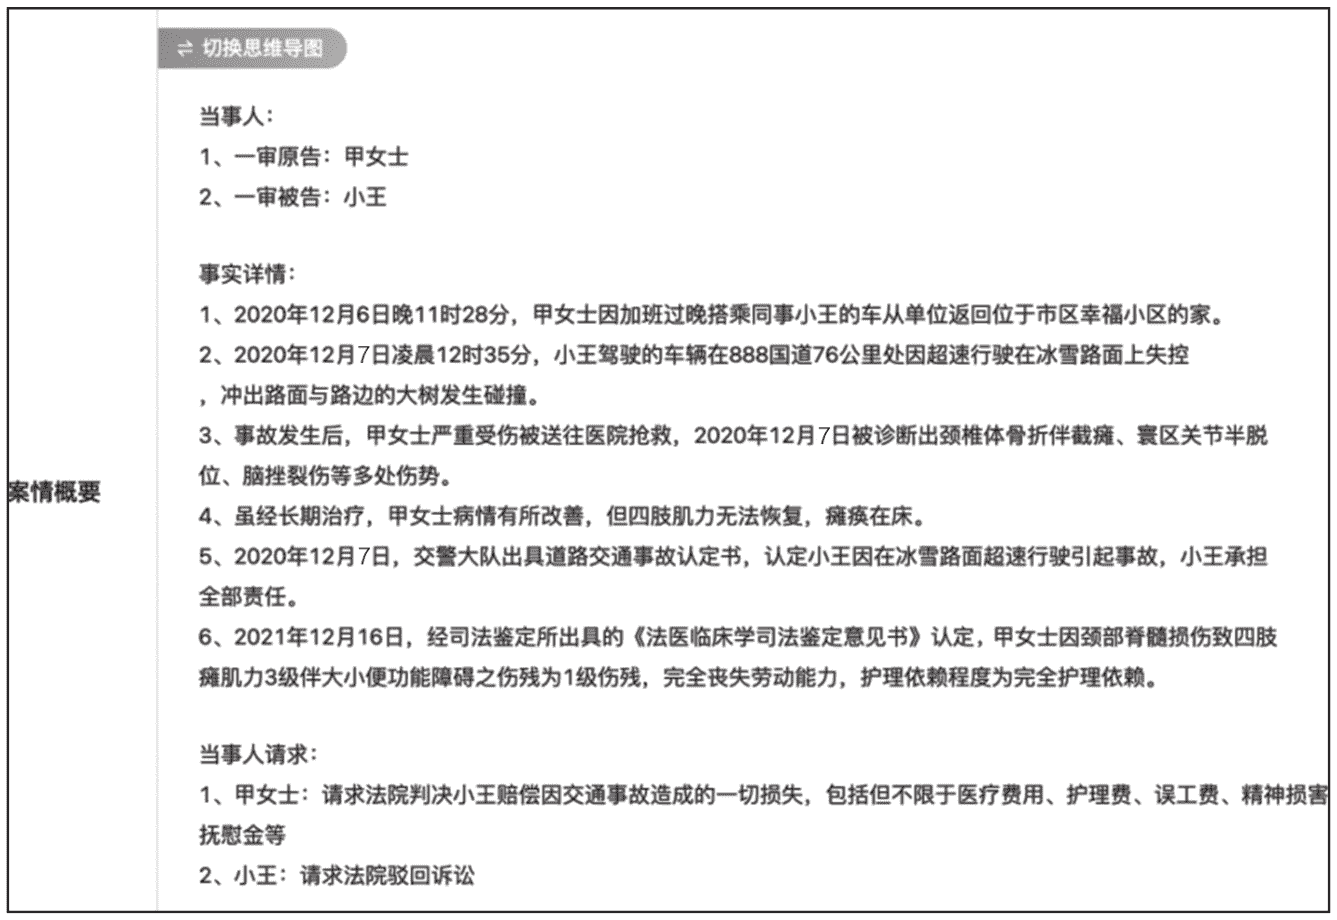 ⇌ 切换思维导图
当事人：
1、一审原告：甲女士
2、一审被告：小王
事实详情：
1、2020年12月6日晚11时28分，甲女士因加班过晚搭乘同事小王的车从单位返回位于市区幸福小区的家。
2、2020年12月7日凌晨12时35分，小王驾驶的车辆在888国道76公里处因超速行驶在冰雪路面上失控
，冲出路面与路边的大树发生碰撞。
3、事故发生后，甲女士严重受伤被送往医院抢救，2020年12月7日被诊断出颈椎体骨折伴截瘫、寰区关节半脱
位、脑挫裂伤等多处伤势。
案情概要
4、虽经长期治疗，甲女士病情有所改善，但四肢肌力无法恢复，瘫痪在床。
5、2020年12月7日，交警大队出具道路交通事故认定书，认定小王因在冰雪路面超速行驶引起事故，小王承担
全部责任。
6、2021年12月16日，经司法鉴定所出具的《法医临床学司法鉴定意见书》认定，甲女士因颈部脊髓损伤致四肢
瘫肌力3级伴大小便功能障碍之伤残为1级伤残，完全丧失劳动能力，护理依赖程度为完全护理依赖。
当事人请求：
1、甲女士：请求法院判决小王赔偿因交通事故造成的一切损失，包括但不限于医疗费用、护理费、误工费、精神损害
抚慰金等
2、小王：请求法院驳回诉讼